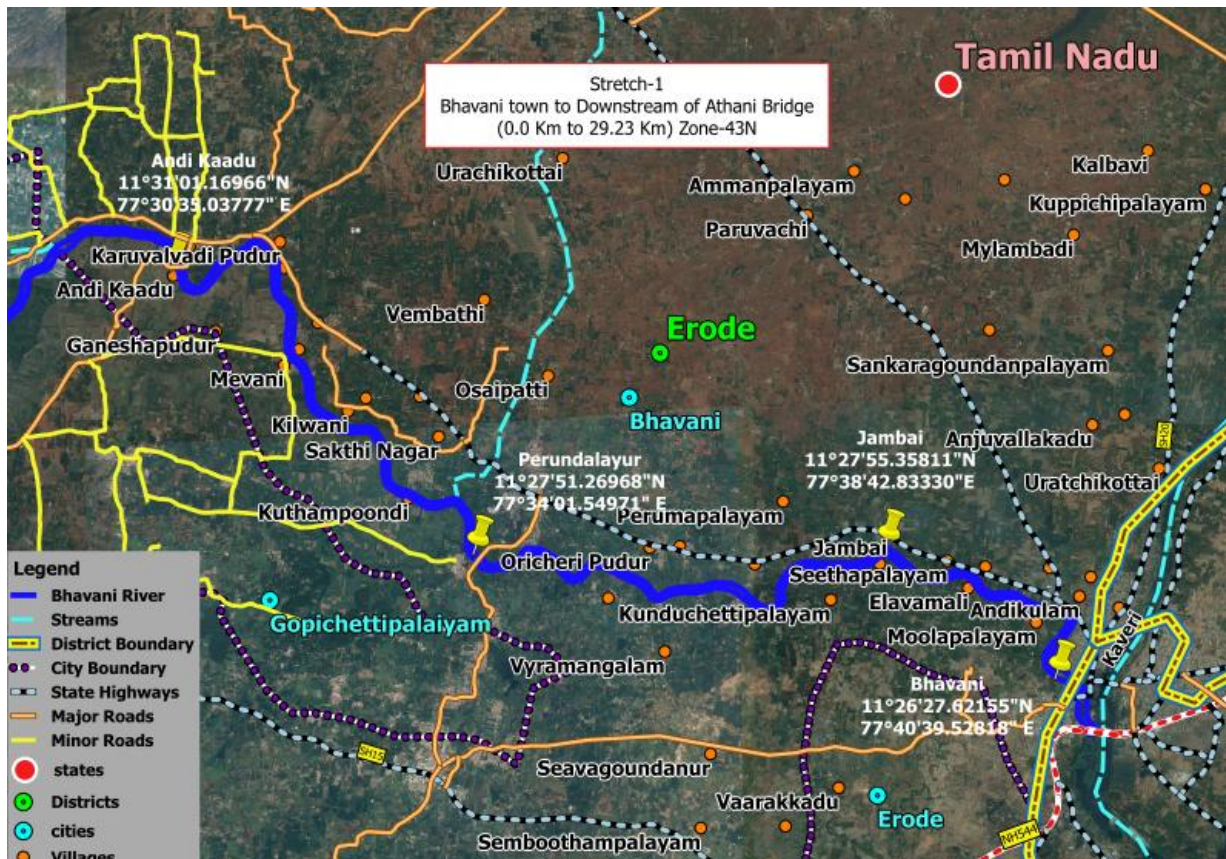 Tamil Nadu
Stretch-1
Bhavani town to Downstream of Athani Bridge
(0.0 Km to 29.23 Km) Zone-43N
Andi Kaadu
11°31'01.16966"N
77°30'35.03777" E
Urachikottai
Ammanpalayam
Kalbavi
Kuppichipalayam
Paruvachi
Mylambadi
Karuvalvadi Pudur
Andi Kaadu
Vembathi
Erode
Ganeshapudur
Mevani
Osaipatti
Sankaragoundanpalayam
Bhavani
Kilwani
Sakthi Nagar
Jambai
11°27'55.35811"N
77°38'42.83330"E
Anjuvallakadu
SH20
Uratchikottai
Perundalayur
11°27'51.26968"N
77°34'01.54971" E
Kuthampoondi
Perumapalayam
Oricheri Pudur
Jambai
Seethapalayam
Elavamali
Andikulam
Kunduchettipalayam
Moolapalayam
Kaveri
Gopichettipalaiyam
Vyramangalam
Bhavani
11°26'27.62155"N
77°40'39.52818" E
SH15
Seavagoundanur
Vaarakkadu
Erode
Semboothampalayam
NH544
Legend
Bhavani River
Streams
District Boundary
City Boundary
State Highways
Major Roads
Minor Roads
states
Districts
cities
Villages